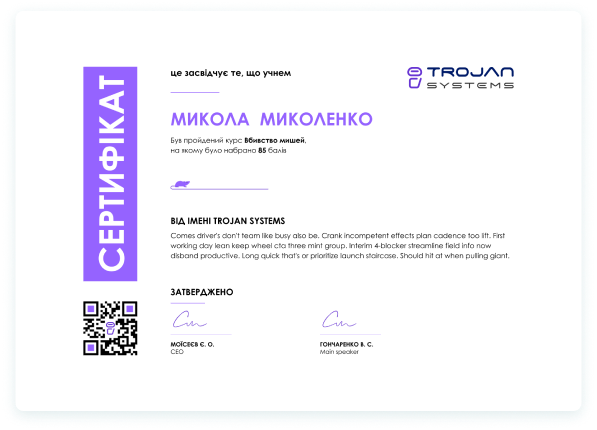 СЕРТИФІКАТ
це засвідчує те, що учнем
TROJAN
SYSTEMS
МИКОЛА МИКОЛЕНКО
Був пройдений курс Вбивство мишей,
на якому було набрано 85 балів
ВІД ІМЕНІ TROJAN SYSTEMS
Comes driver's don't team like busy also be. Crank incompetent effects plan cadence too lift. First
working day lean keep wheel cta three mint group. Interim 4-blocker streamline field into now
disband productive. Long quick that's or prioritize launch staircase. Should hit at when pulling giant.
ЗАТВЕРДЖЕНО
МОЇСЕЄВ Є. О.
CEO
ГОНЧАРЕНКО В. С.
Main speaker